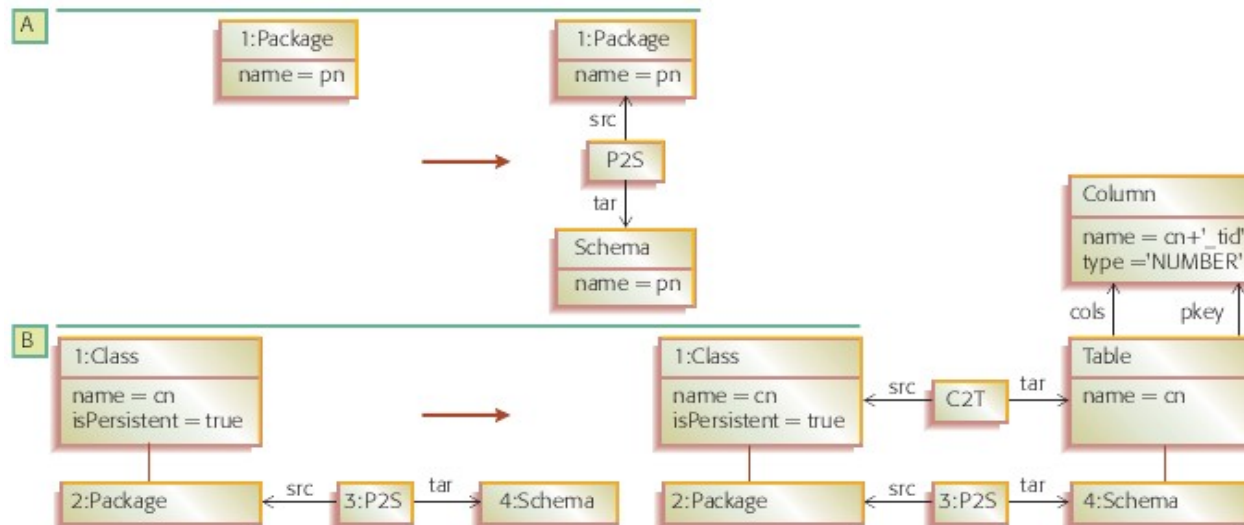 A
1:Package
name = pn
1:Package
name = pn
src
P2S
tar
Schema
name = pn
Column
name = cn+'_tid'
type ='NUMBER'
cols
pkey
B
1:Class
name = cn
isPersistent = true
2:Package
src
3:P2S
tar
4:Schema
1:Class
name = cn
isPersistent = true
src
C2T
tar
Table
name = cn
2:Package
src
3:P2S
tar
4:Schema